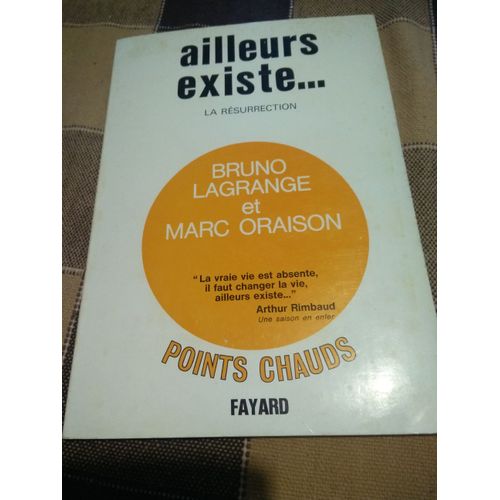 ailleurs
existe...
LA RÉSURRECTION
BRUNO
LAGRANGE
et
MARC ORAISON
"La vraie vie est absente,
il faut changer la vie,
ailleurs existe..."
Arthur Rimbaud
Une saison en enfer
POINTS CHAUDS
FAYARD